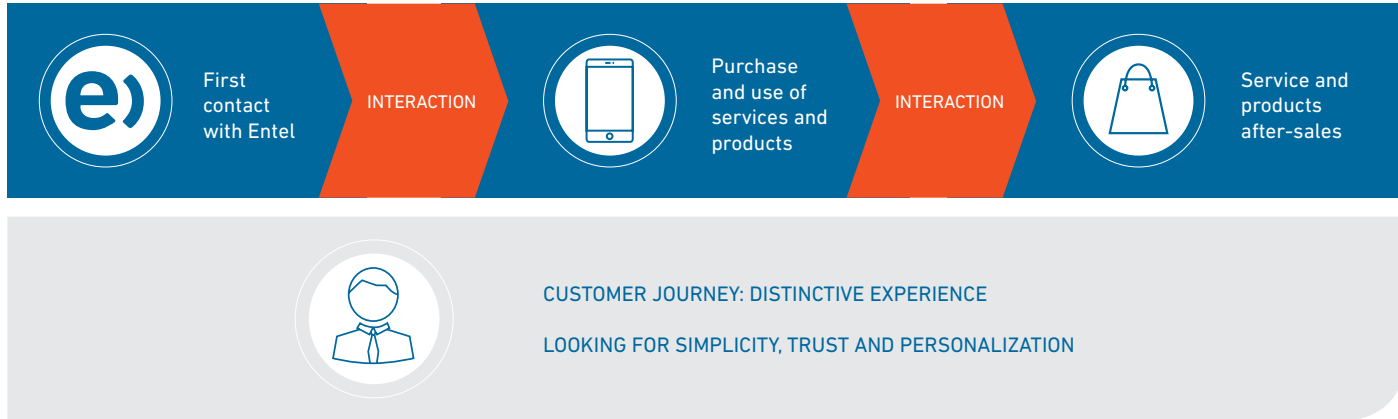 e)
First
contact
with Entel
INTERACTION
Purchase
and use of
services and
products
INTERACTION
Service and
products
after-sales
CUSTOMER JOURNEY: DISTINCTIVE EXPERIENCE
LOOKING FOR SIMPLICITY, TRUST AND PERSONALIZATION